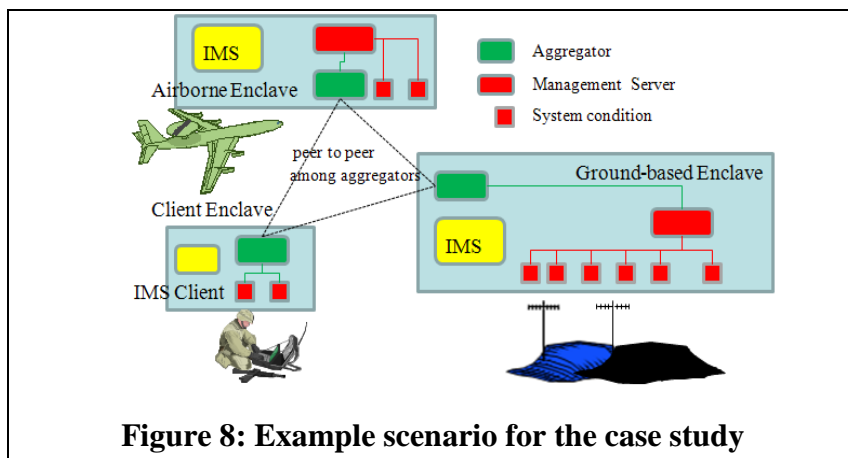 IMS
Airborne Enclave
Aggregator
Management Server
System condition
peer to peer
among aggregators
Ground-based Enclave
IMS
Client Enclave
IMS Client
Figure 8: Example scenario for the case study